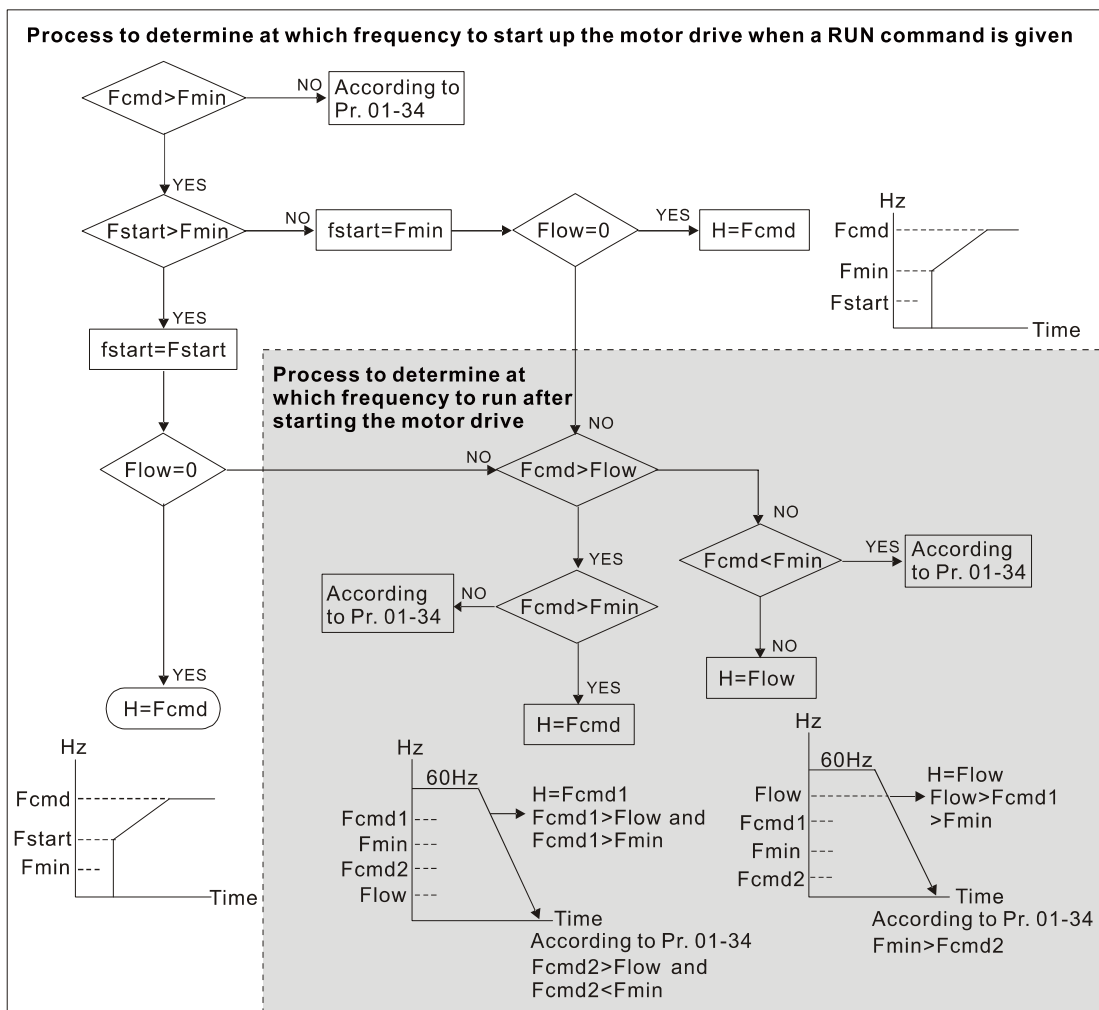 Process to determine at which frequency to start up the motor drive when a RUN command is given
Fcmd>Fmin
NO
According to
Pr. 01-34
YES
Fstart>Fmin
NO
fstart=Fmin
Flow=0
YES
H=Fcmd
Hz
Fcmd
Fmin
Fstart
Time
YES
fstart=Fstart
Process to determine at
which frequency to run after
starting the motor drive
NO
Flow=0
NO
Fcmd>Flow
NO
YES
Fcmd<Fmin
YES
According
to Pr. 01-34
According
to Pr. 01-34
NO
Fcmd>Fmin
NO
H=Flow
YES
H=Fcmd
YES
H=Fcmd
Hz
Fcmd
Fstart
Fmin
Time
Hz
60Hz
Fcmd1
Fmin
Fcmd2
Flow
H=Fcmd1
Fcmd1>Flow and
Fcmd1>Fmin
Time
According to Pr. 01-34
Fcmd2>Flow and
Fcmd2<Fmin
Hz
60Hz
Flow
Fcmd1
Fmin
Fcmd2
H=Flow
Flow>Fcmd1
>Fmin
Time
According to Pr. 01-34
Fmin>Fcmd2